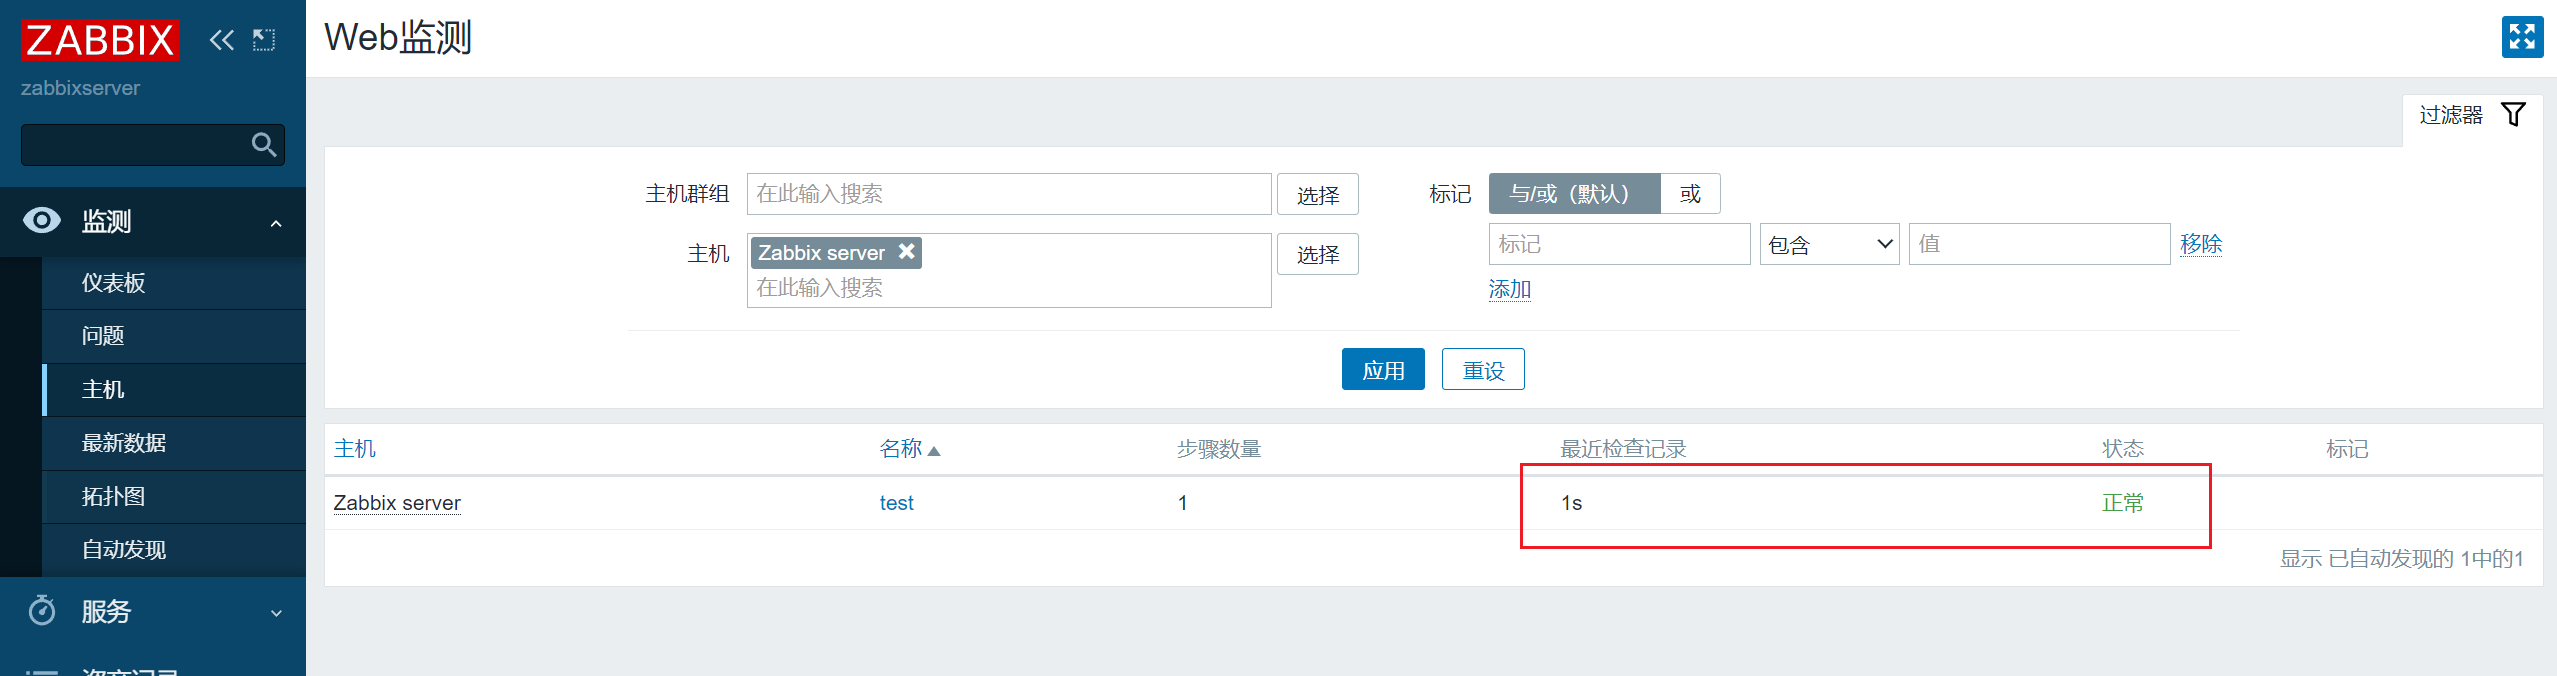 ZABBIX
zabbixserver
监测
仪表板
问题
主机
最新数据
拓扑图
自动发现
服务
Web监测
过滤器
主机群组 在此输入搜索 选择
主机 Zabbix server 选择
在此输入搜索
标记 与/或（默认） 或
标记 包含 值 移除
添加
应用 重设
主机 名称 步骤数量 最近检查记录 状态 标记
Zabbix server test 1 1s 正常
显示 已自动发现的 1中的1